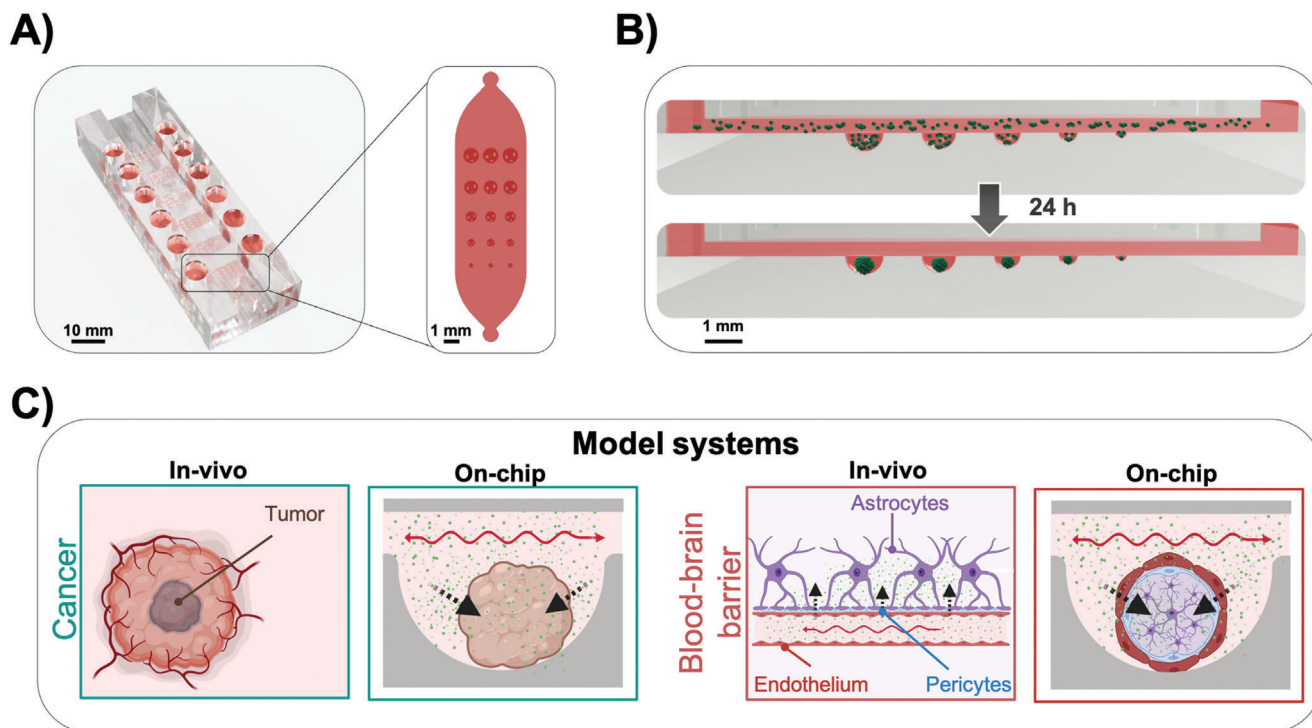 A)
B)
10 mm
1 mm
24 h
1 mm
C)
Model systems
In-vivo
On-chip
In-vivo
On-chip
Cancer
Tumor
Blood-brain
barrier
Astrocytes
Endothelium
Pericytes